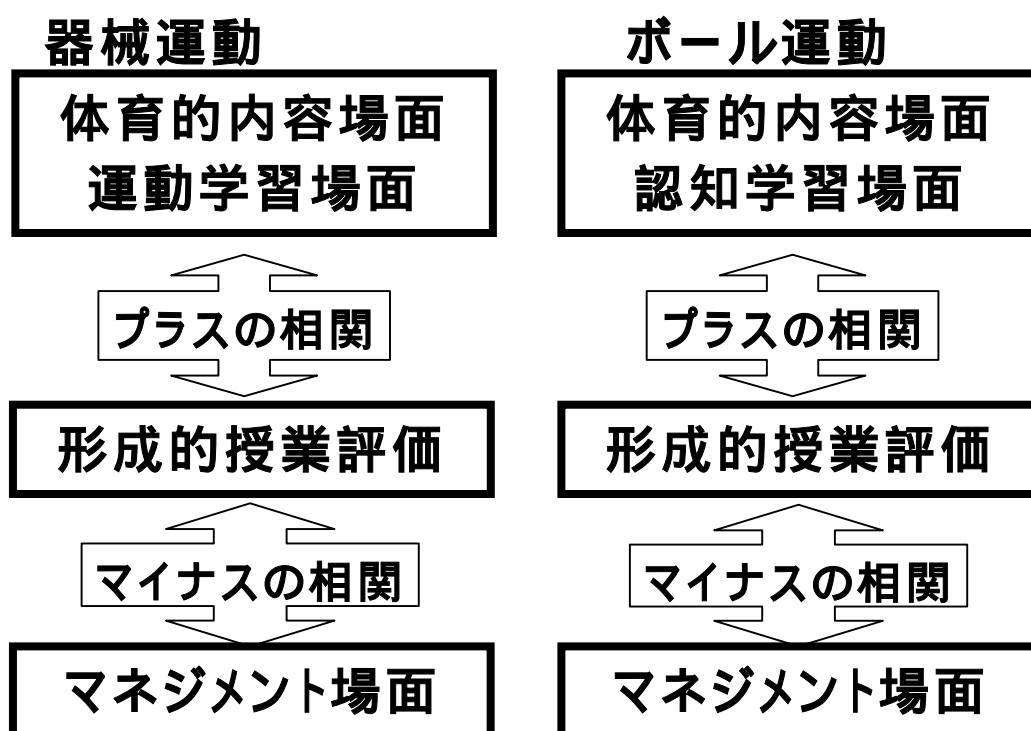 器械運動
体育的内容場面
運動学習場面
プラスの相関
形成的授業評価
マイナスの相関
マネジメント場面
ボール運動
体育的内容場面
認知学習場面
プラスの相関
形成的授業評価
マイナスの相関
マネジメント場面